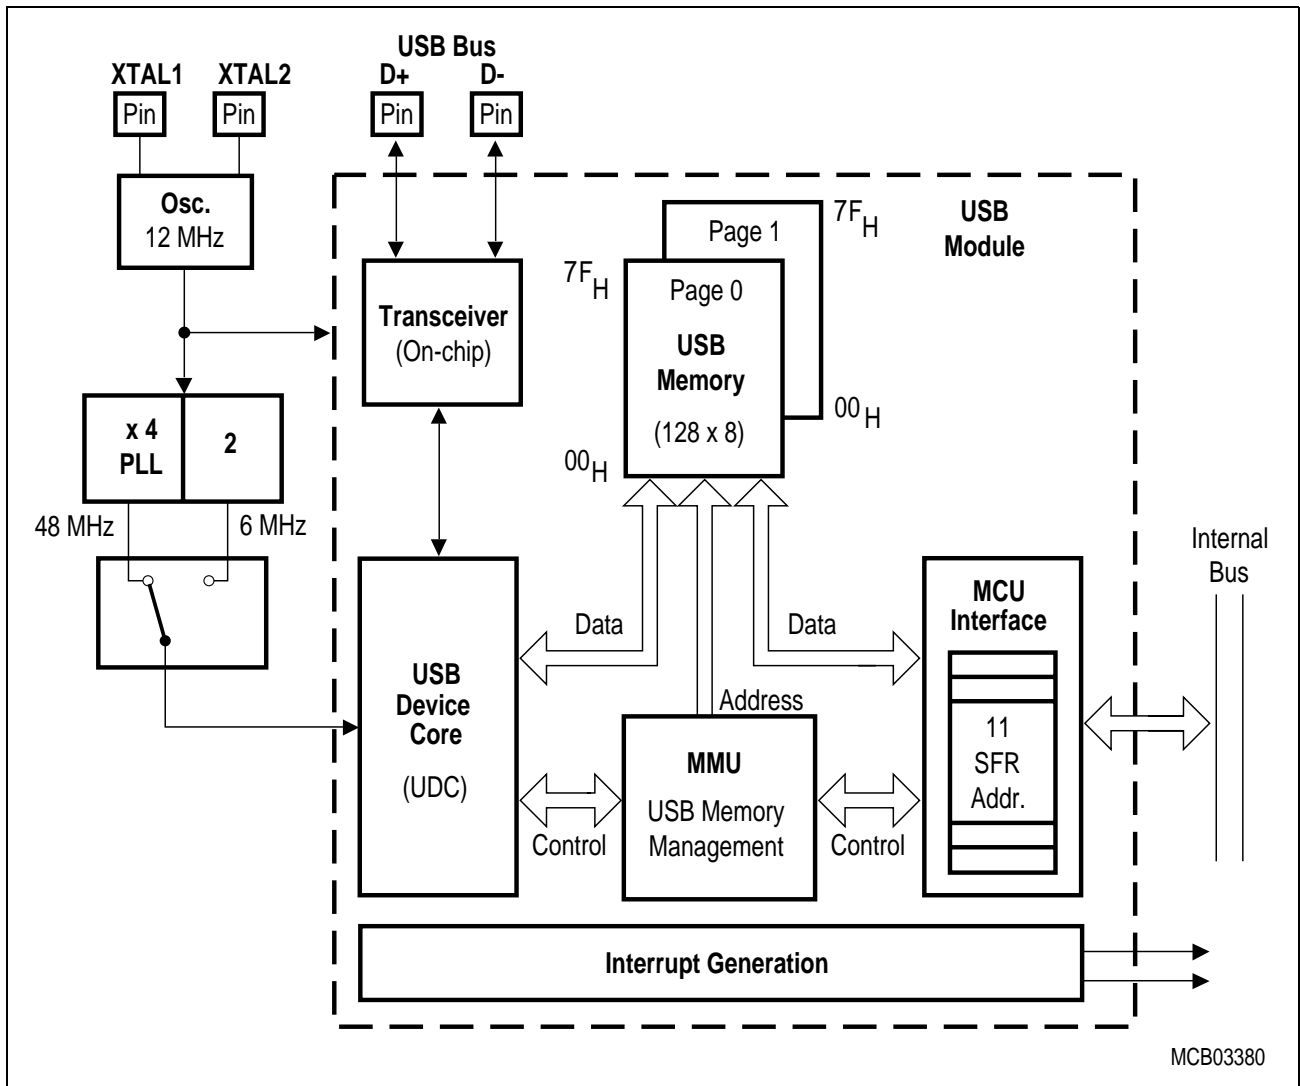 USB Bus
XTAL1
XTAL2
D+
D-
Pin
Pin
Pin
Pin
Osc.
12 MHz
USB
Module
Page 1
7FH
7FH
Page 0
USB
Memory
(128 x 8)
00H
00H
Transceiver
(On-chip)
x 4
PLL
2
48 MHz
6 MHz
Internal
Bus
Data
Data
MCU
Interface
USB
Device
Core
(UDC)
Address
11
SFR
Addr.
MMU
USB Memory
Management
Control
Control
Interrupt Generation
MCB03380